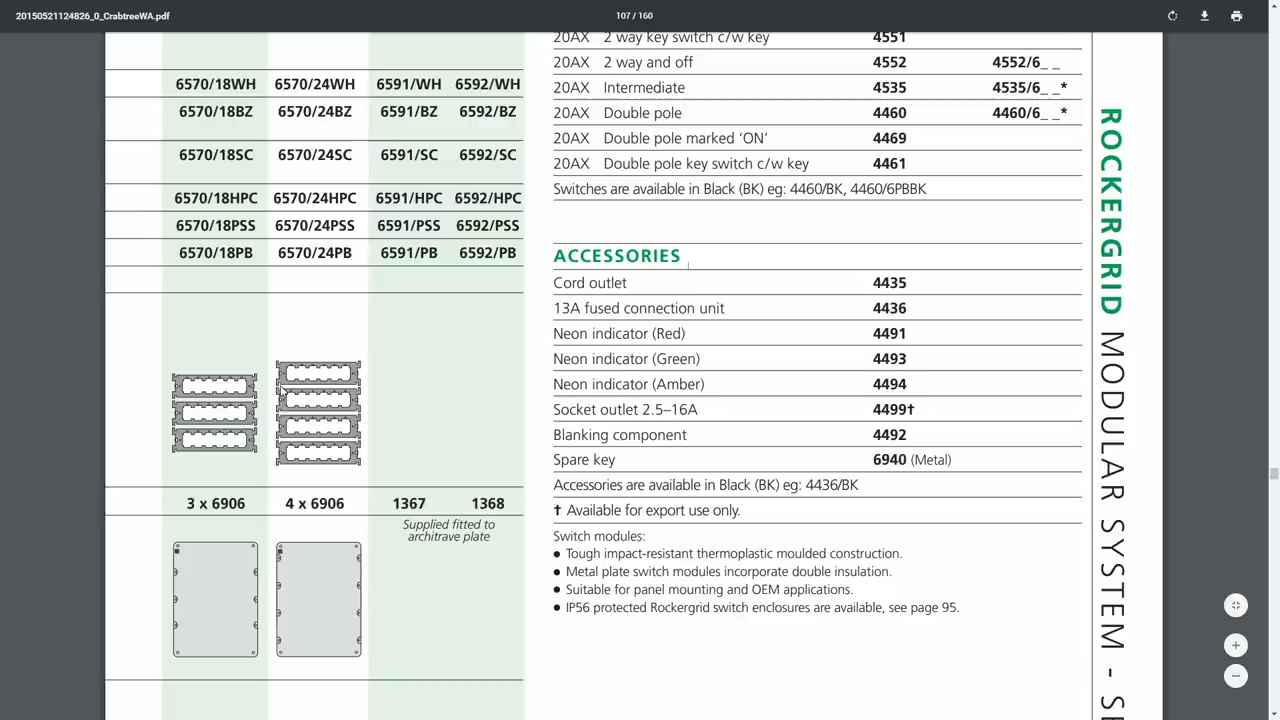 20150521124826_0_CrabtreeWA.pdf
107 / 160
6570/18WH 6570/24WH 6591/WH 6592/WH
6570/18BZ 6570/24BZ 6591/BZ 6592/BZ
6570/18SC 6570/24SC 6591/SC 6592/SC
6570/18HPC 6570/24HPC 6591/HPC 6592/HPC
6570/18PSS 6570/24PSS 6591/PSS 6592/PSS
6570/18PB 6570/24PB 6591/PB 6592/PB
3 x 6906 4 x 6906 1367 1368
Supplied fitted to
architrave plate
20AX 2 way key switch c/w key 4551
20AX 2 way and off 4552 4552/6_ _
20AX Intermediate 4535 4535/6_ _*
20AX Double pole 4460 4460/6_ _*
20AX Double pole marked ‘ON’ 4469
20AX Double pole key switch c/w key 4461
Switches are available in Black (BK) eg: 4460/BK, 4460/6PBBK
ACCESSORIES
Cord outlet 4435
13A fused connection unit 4436
Neon indicator (Red) 4491
Neon indicator (Green) 4493
Neon indicator (Amber) 4494
Socket outlet 2.5–16A 4499†
Blanking component 4492
Spare key 6940 (Metal)
Accessories are available in Black (BK) eg: 4436/BK
† Available for export use only.
Switch modules:
● Tough impact-resistant thermoplastic moulded construction.
● Metal plate switch modules incorporate double insulation.
● Suitable for panel mounting and OEM applications.
● IP56 protected Rockergrid switch enclosures are available, see page 95.
ROCKERGRID MODULAR SYSTEM - S